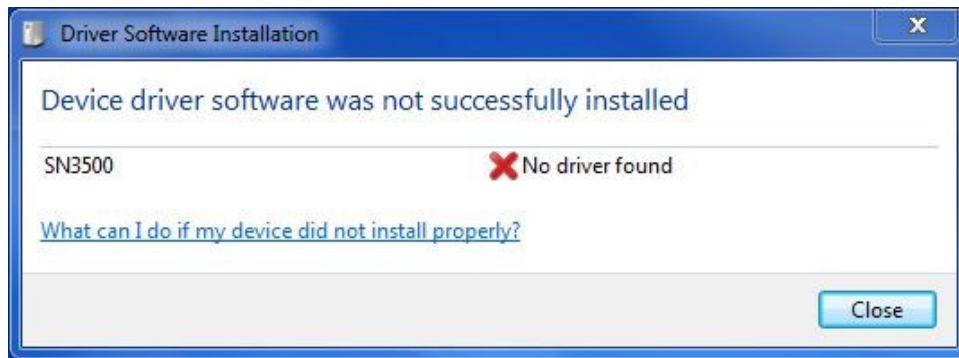 Driver Software Installation
Device driver software was not successfully installed
SN3500 No driver found
What can I do if my device did not install properly?
Close